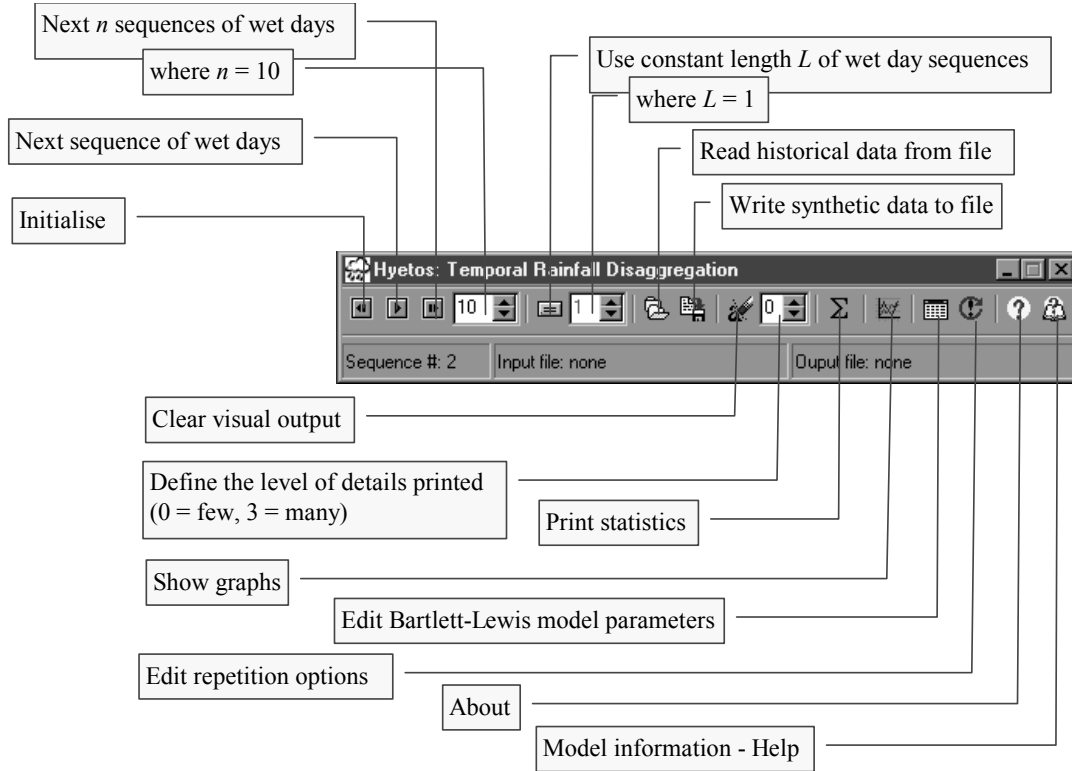 Next n sequences of wet days
where n = 10
Use constant length L of wet day sequences
where L = 1
Next sequence of wet days
Read historical data from file
Initialise
Write synthetic data to file
Hyetos: Temporal Rainfall Disaggregation
10 1 0 Σ ? ?
Sequence #: 2 Input file: none Ouput file: none
Clear visual output
Define the level of details printed
(0 = few, 3 = many)
Print statistics
Show graphs
Edit Bartlett-Lewis model parameters
Edit repetition options
About
Model information - Help